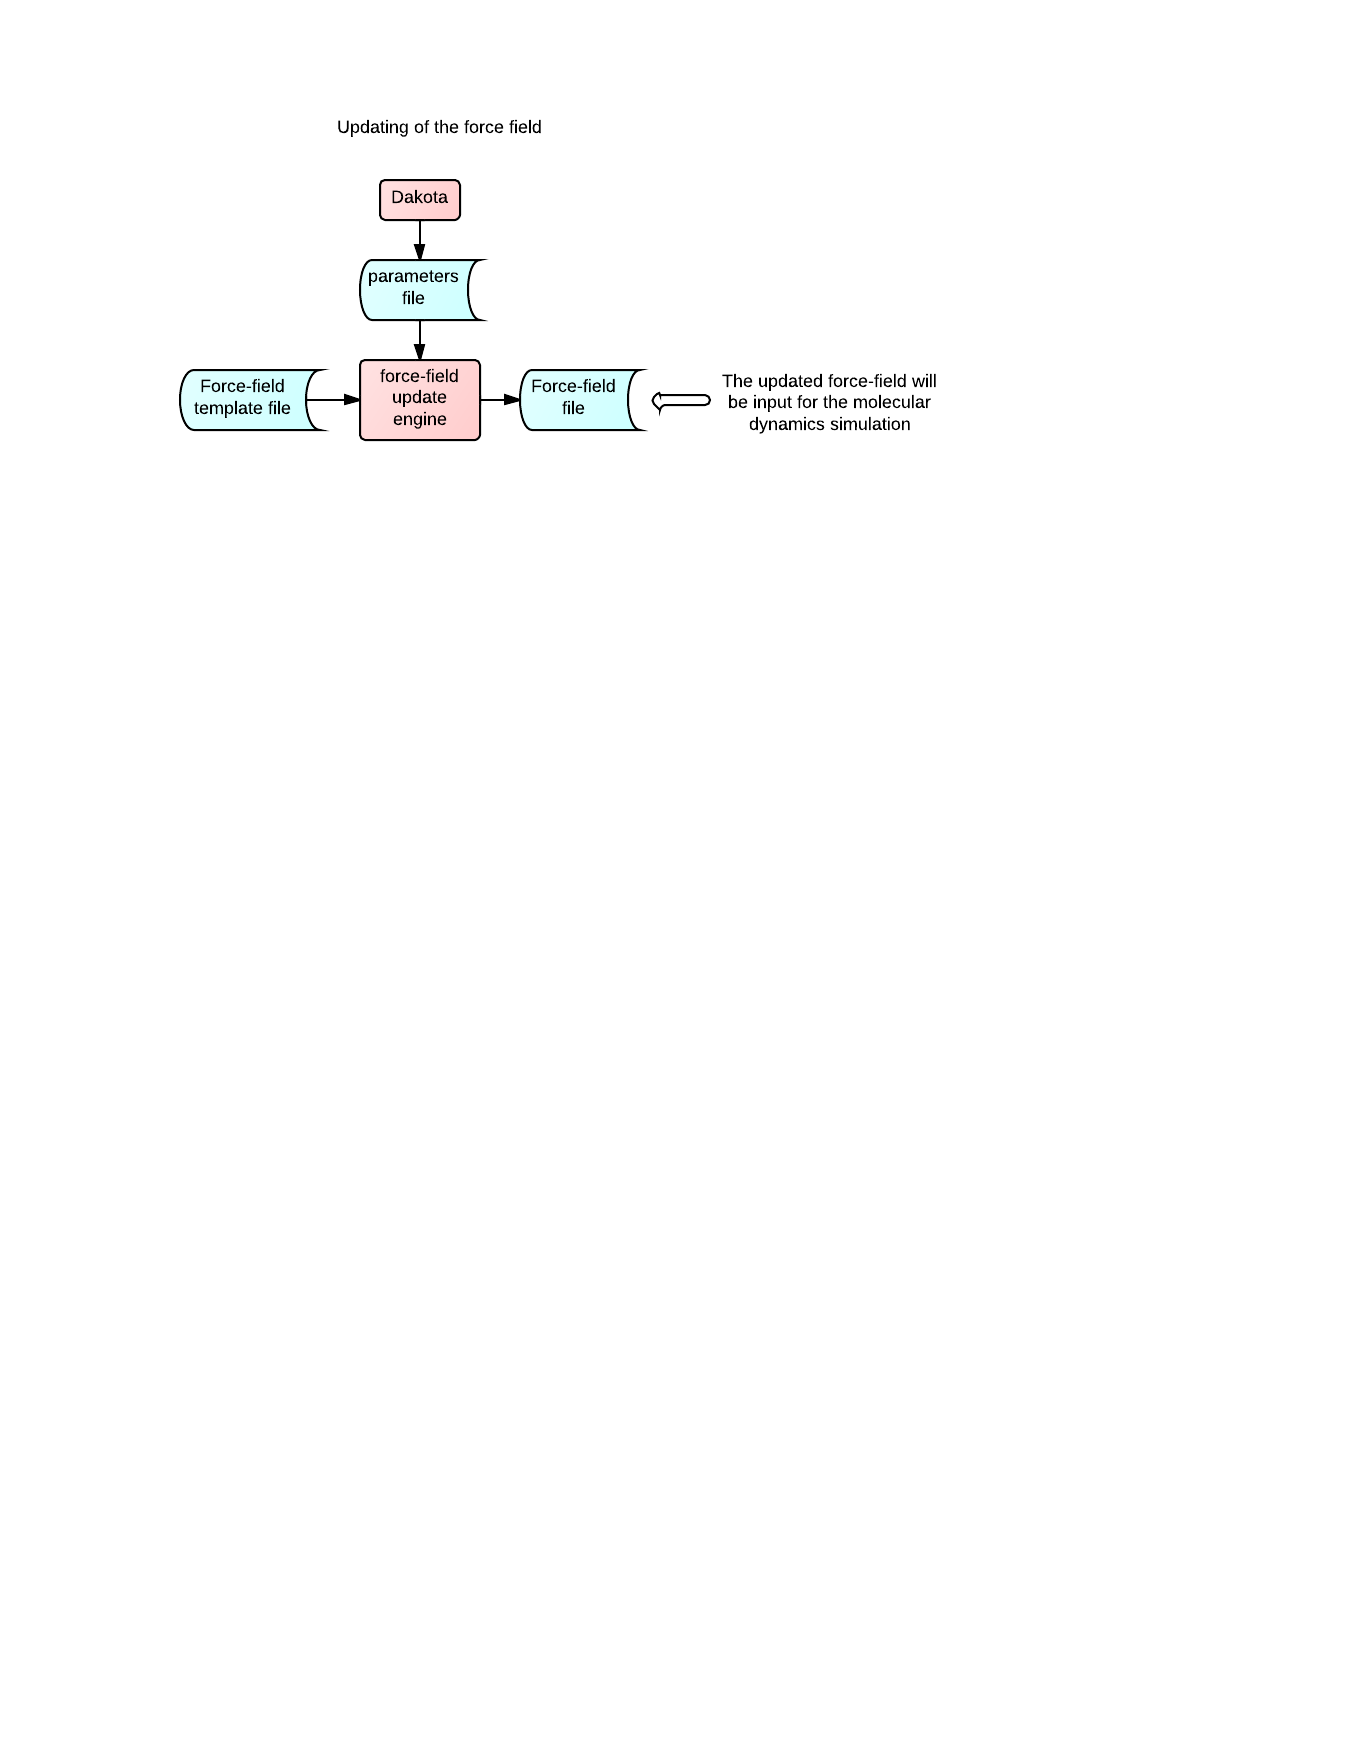 Updating of the force field
Dakota
parameters
file
Force-field
template file
force-field
update
engine
Force-field
file
The updated force-field will
be input for the molecular
dynamics simulation